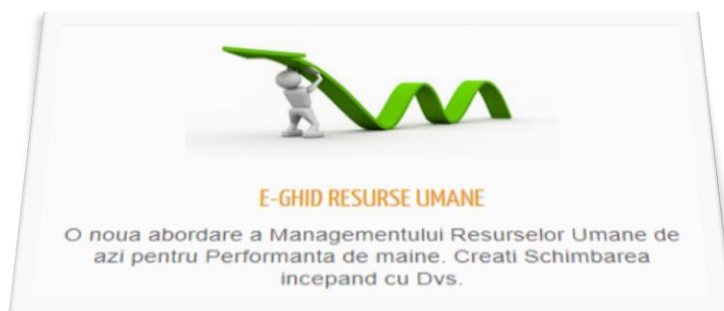 E-GHID RESURSE UMANE
O noua abordare a Managementului Resurselor Umane de
azi pentru Performanta de maine. Creati Schimbarea
incepand cu Dvs.